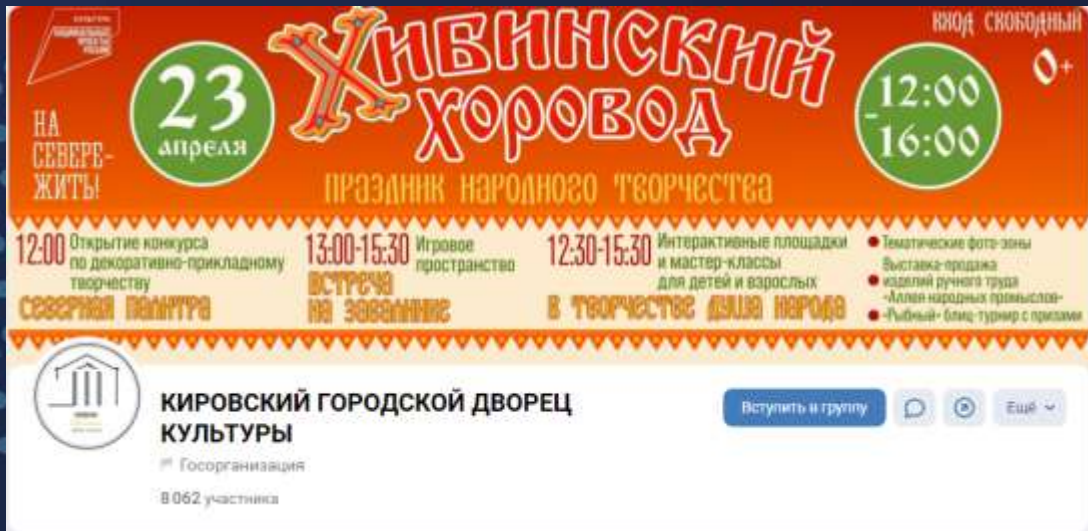 КУЛЬТУРА
НАЦИОНАЛЬНЫЕ
ПРОЕКТЫ
РОССИИ
НА
СЕВЕРЕ-
ЖИТЬ!
23
апреля
ХИБИНСКИЙ
ХОРОВОД
ПРАЗДНИК НАРОДНОГО ТВОРЧЕСТВА
ВХОД СВОБОДНЫЙ
0+
12:00
-
16:00
12:00 Открытие конкурса
по декоративно-прикладному
творчеству
СЕВЕРНАЯ ПАЛИТРА
13:00-15:30 Игровое
пространство
ВСТРЕЧА
НА ЗАВАЛИНКЕ
12:30-15:30 Интерактивные площадки
и мастер-классы
для детей и взрослых
В ТВОРЧЕСТВЕ ДУША НАРОДА
Тематические фото-зоны
Выставка-продажа
изделий ручного труда
«Аллея народных промыслов»
«Рыбный» блиц-турнир с призами
КИРОВСКИЙ ГОРОДСКОЙ ДВОРЕЦ
КУЛЬТУРЫ
Госорганизация
8 062 участника
Вступить в группу
Ещё